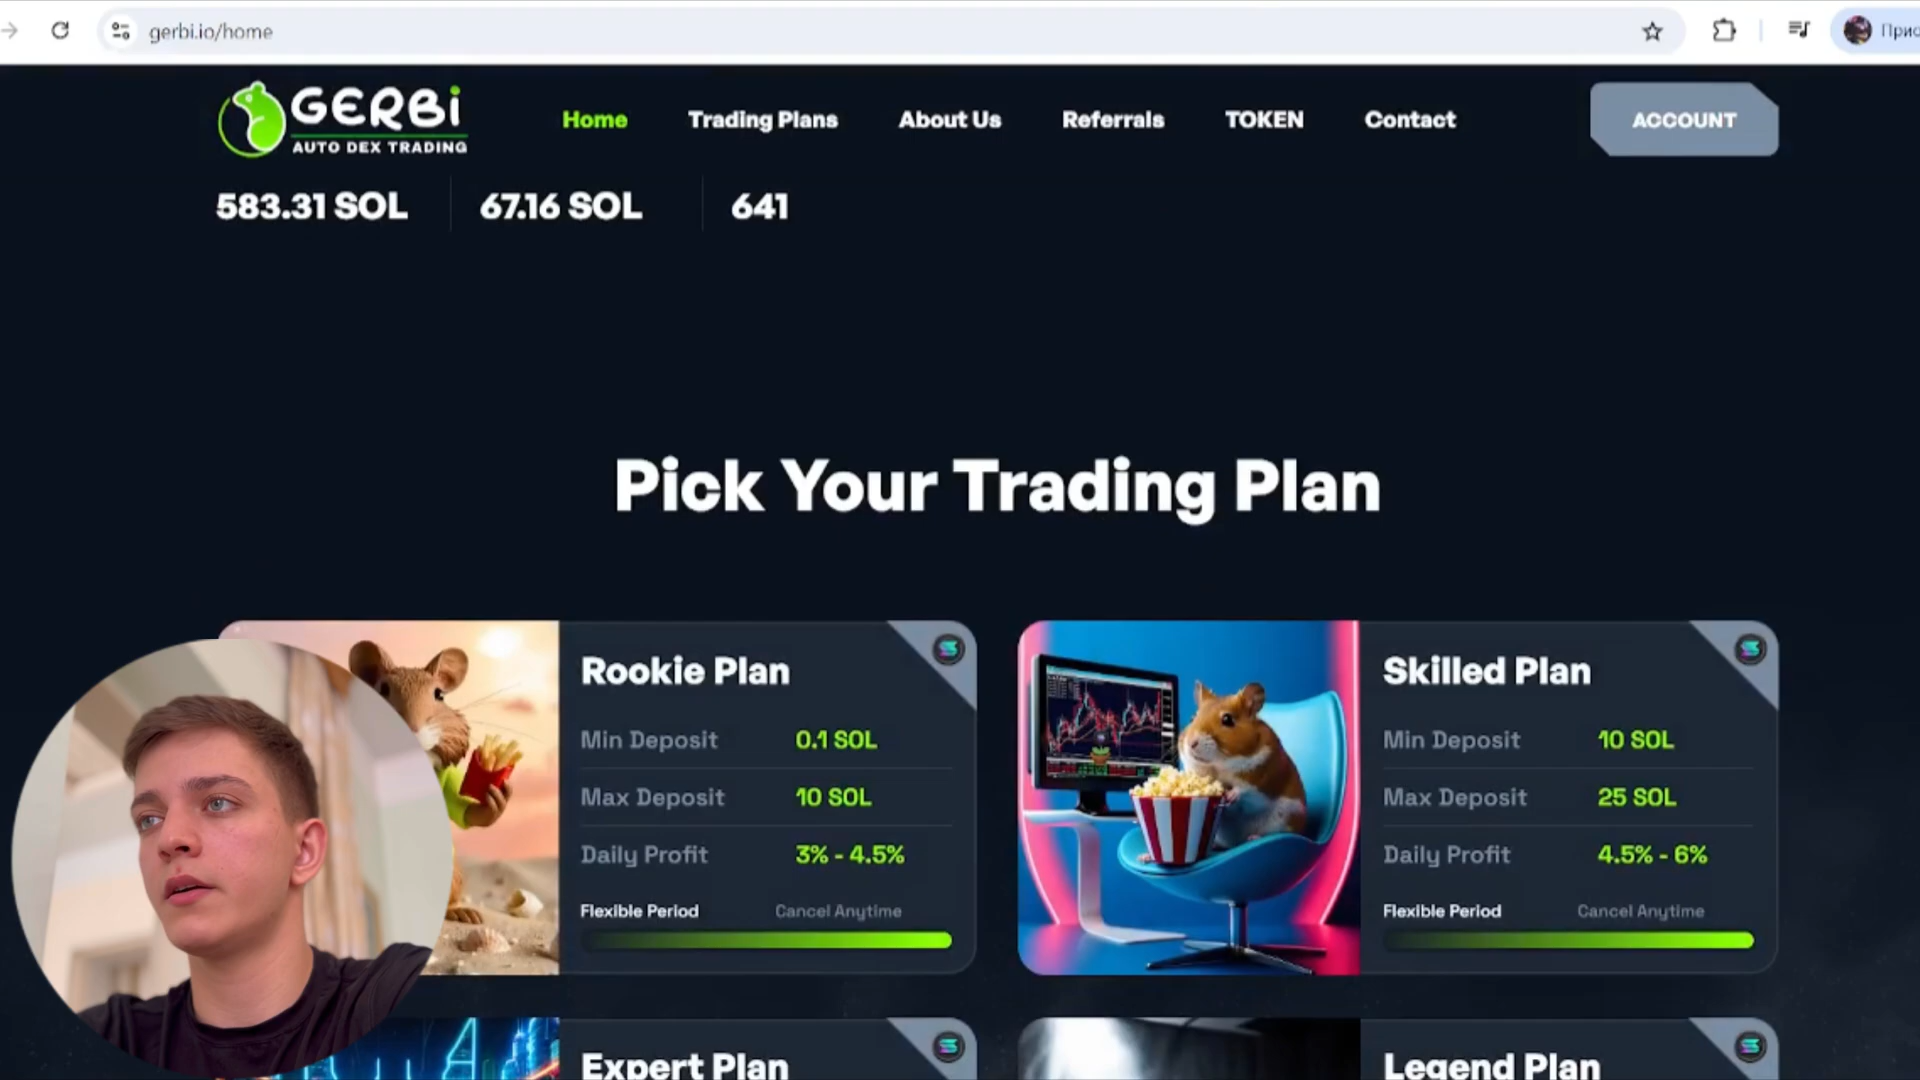 gerbi.io/home
Прис
GERBi
AUTO DEX TRADING
Home
Trading Plans
About Us
Referrals
TOKEN
Contact
ACCOUNT
583.31 SOL
67.16 SOL
641
Pick Your Trading Plan
Rookie Plan
Min Deposit 0.1 SOL
Max Deposit 10 SOL
Daily Profit 3% - 4.5%
Flexible Period Cancel Anytime
Skilled Plan
Min Deposit 10 SOL
Max Deposit 25 SOL
Daily Profit 4.5% - 6%
Flexible Period Cancel Anytime
Expert Plan
Legend Plan